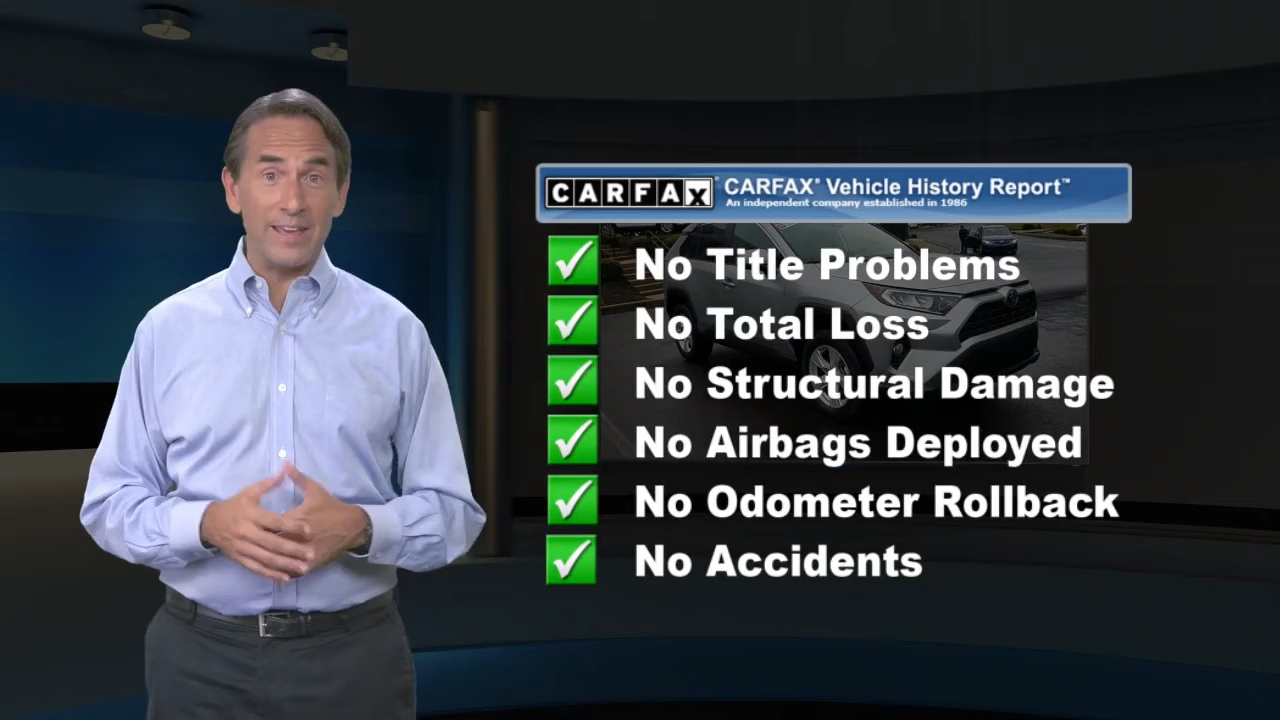 CARFAX® CARFAX® Vehicle History Report™
An independent company established in 1986
No Title Problems
No Total Loss
No Structural Damage
No Airbags Deployed
No Odometer Rollback
No Accidents